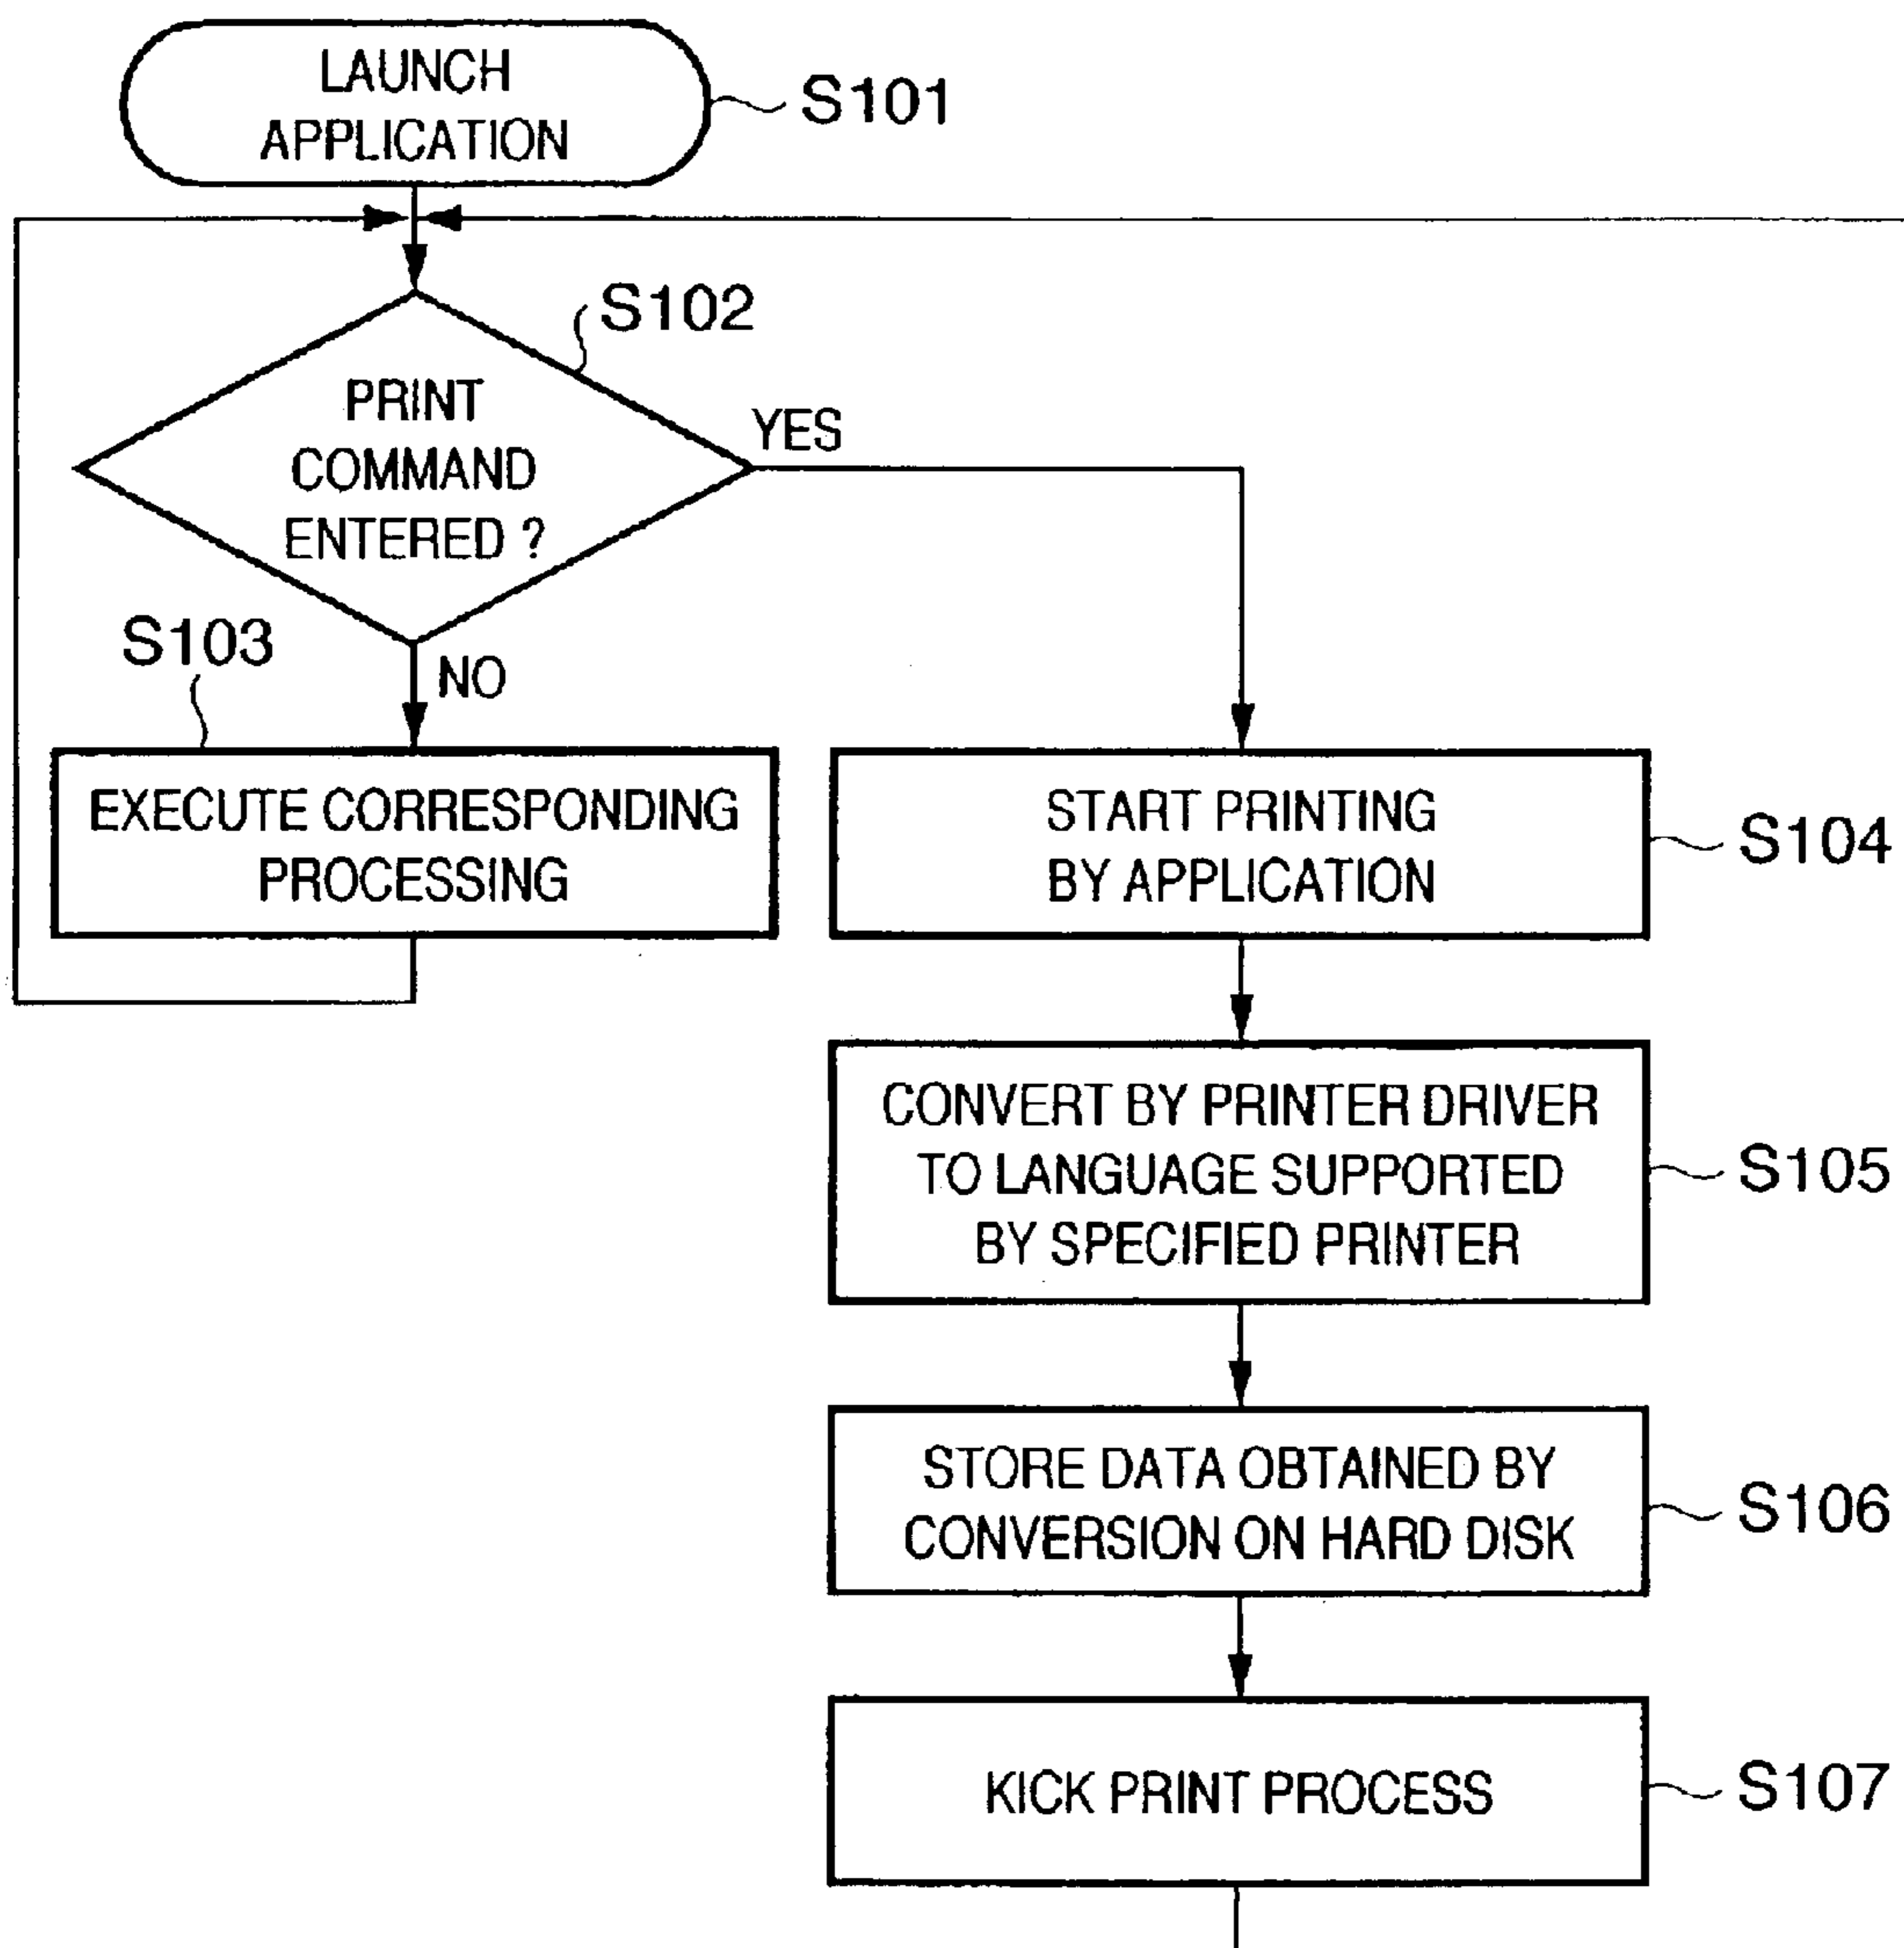 LAUNCH
APPLICATION
S101
S102
PRINT
COMMAND
ENTERED ?
YES
NO
S103
EXECUTE CORRESPONDING
PROCESSING
START PRINTING
BY APPLICATION
S104
CONVERT BY PRINTER DRIVER
TO LANGUAGE SUPPORTED
BY SPECIFIED PRINTER
S105
STORE DATA OBTAINED BY
CONVERSION ON HARD DISK
S106
KICK PRINT PROCESS
S107